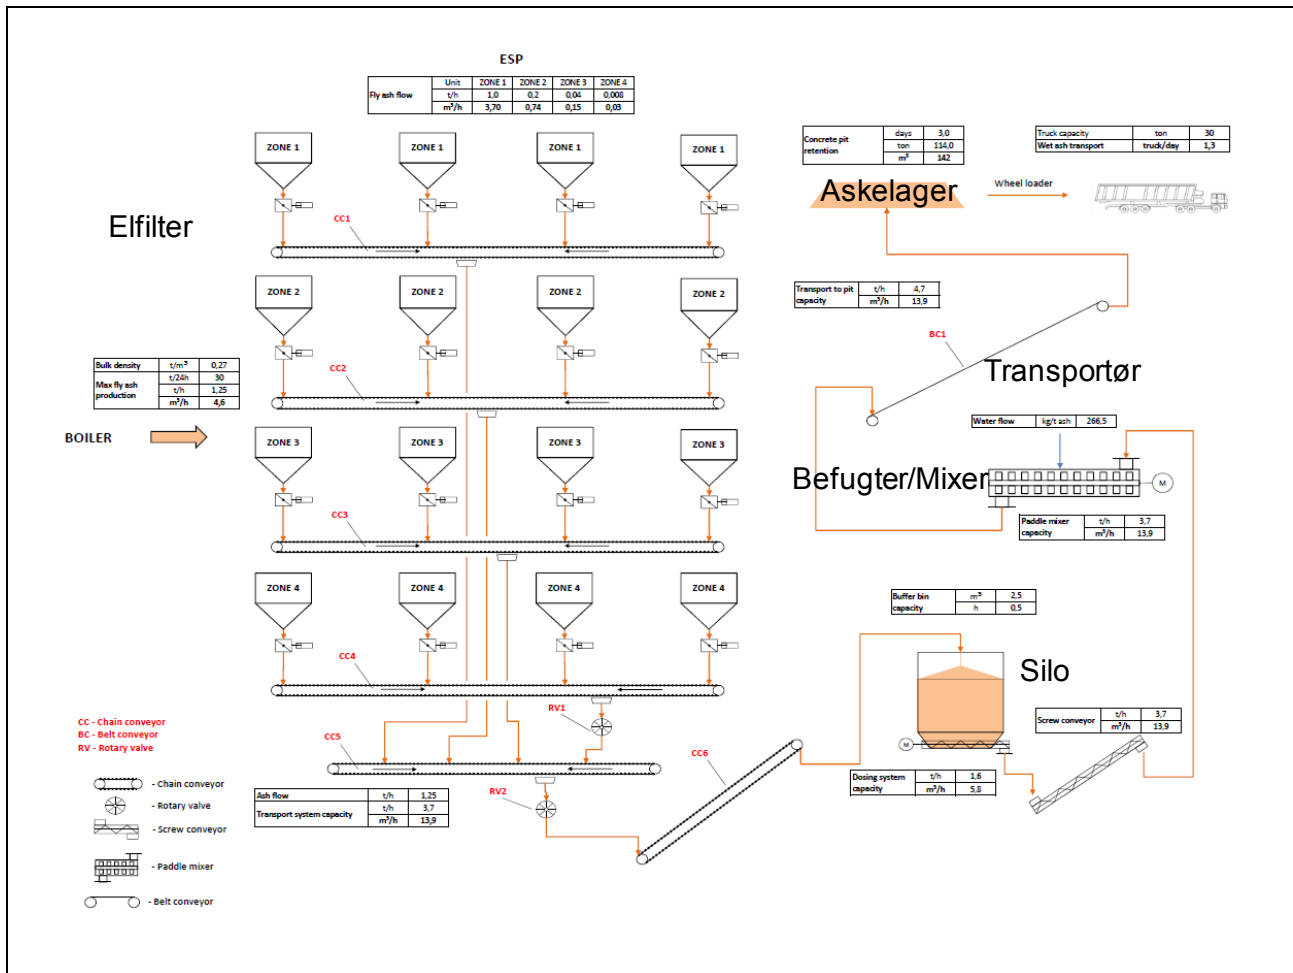 ESP
Unit ZONE 1 ZONE 2 ZONE 3 ZONE 4
Fly ash flow t/h 1,0 0,2 0,04 0,008
m³/h 3,70 0,74 0,15 0,03
Concrete pit retention days 3,0
ton 114,0
m³ 142
Truck capacity ton 30
Wet ash transport truck/day 1,3
ZONE 1 ZONE 1 ZONE 1 ZONE 1
Askelager
Wheel loader
Elfilter
CC1
ZONE 2 ZONE 2 ZONE 2 ZONE 2
Transport to pit capacity t/h 4,7
m³/h 13,9
BC1
Bulk density t/m³ 0,27
Max fly ash production t/24h 30
t/h 1,25
m³/h 4,6
CC2
Transportør
BOILER
Water flow kg/t ash 266,5
ZONE 3 ZONE 3 ZONE 3 ZONE 3
Befugter/Mixer
M
CC3
Paddle mixer capacity t/h 3,7
m³/h 13,9
ZONE 4 ZONE 4 ZONE 4 ZONE 4
Buffer bin capacity m³ 2,5
h 0,5
CC4
Silo
RV1
CC - Chain conveyor
BC - Belt conveyor
RV - Rotary valve
Screw conveyor t/h 3,7
m³/h 13,9
M
CC5
CC6
Dosing system capacity t/h 1,6
m³/h 5,8
RV2
Ash flow t/h 1,25
Transport system capacity t/h 3,7
m³/h 13,9
- Chain conveyor
- Rotary valve
- Screw conveyor
- Paddle mixer
- Belt conveyor